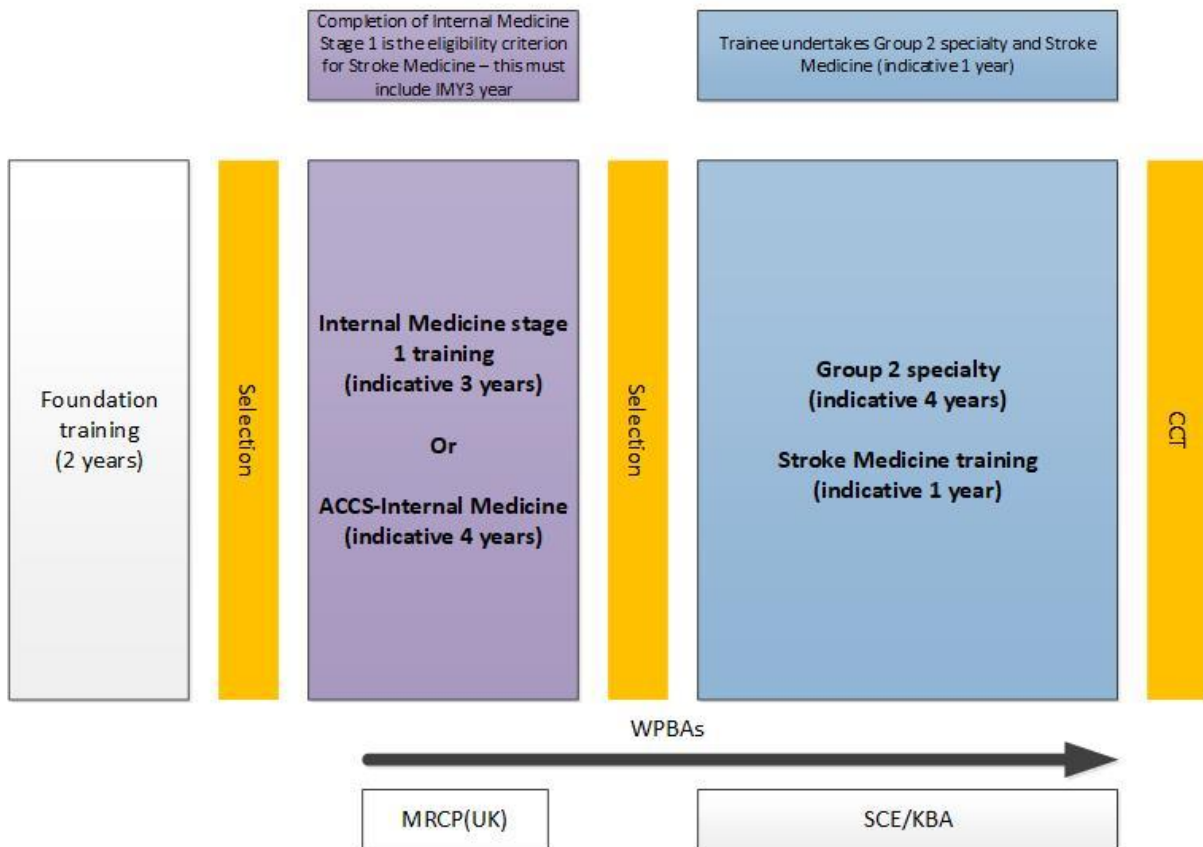 Completion of Internal Medicine
Stage 1 is the eligibility criterion
for Stroke Medicine – this must
include IMY3 year
Trainee undertakes Group 2 specialty and Stroke
Medicine (indicative 1 year)
Foundation
training
(2 years)
Selection
Internal Medicine stage
1 training
(indicative 3 years)
Or
ACCS-Internal Medicine
(indicative 4 years)
Selection
Group 2 specialty
(indicative 4 years)
Stroke Medicine training
(indicative 1 year)
CCT
WPBAs
MRCP(UK)
SCE/KBA